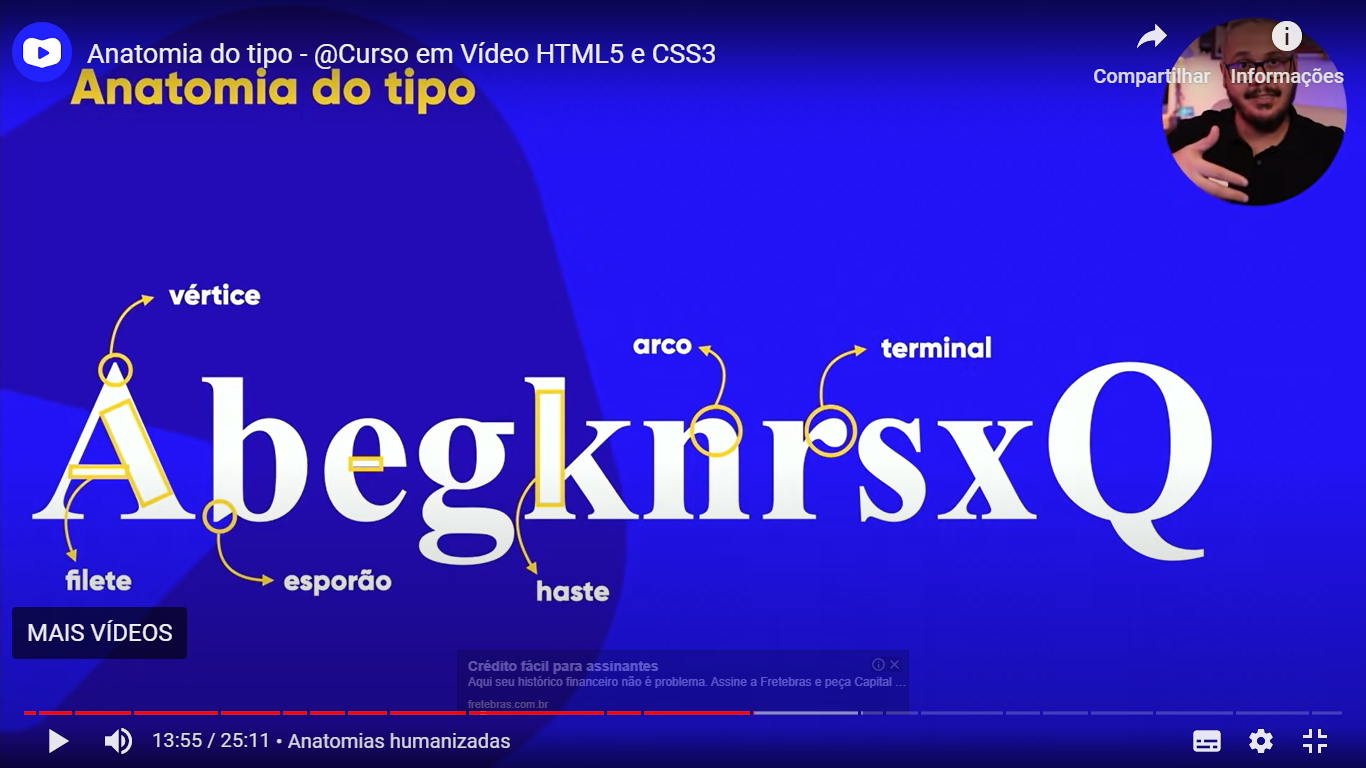 Anatomia do tipo - @Curso em Vídeo HTML5 e CSS3
Compartilhar
Informações
Anatomia do tipo
vértice
arco
terminal
AbegknrsxQ
filete
esporão
haste
MAIS VÍDEOS
Crédito fácil para assinantes
Aqui seu histórico financeiro não é problema. Assine a Fretebras e peça Capital ...
fretebras.com.br
13:55 / 25:11 • Anatomias humanizadas